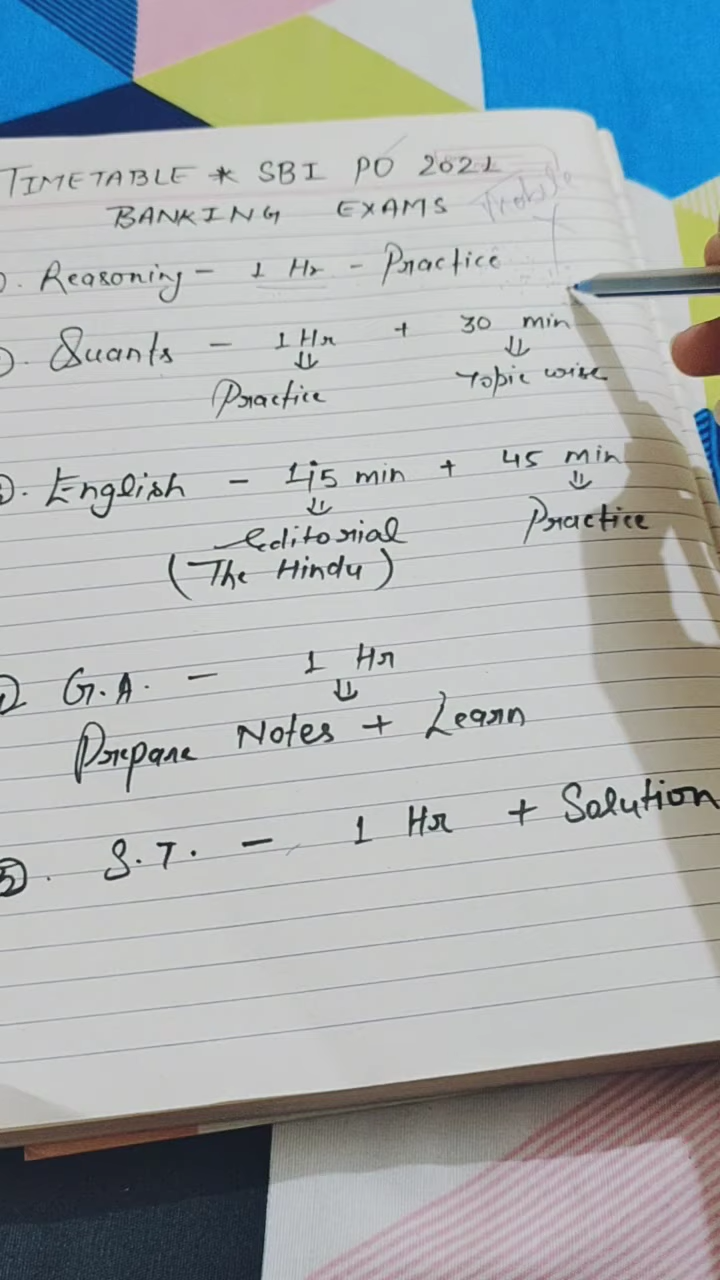 TIMETABLE * SBI PO 2021
BANKING EXAMS
. Reasoning - 1 Hr - Practice
. Quants - 1 Hr + 30 min
⇓ ⇓
Practice Topic wise
. English - 15 min + 45 min
⇓ ⇓
Editorial Practice
(The Hindu)
G.A. - 1 Hr
⇓
Prepare Notes + Learn
5. S.T. - 1 Hr + Solution